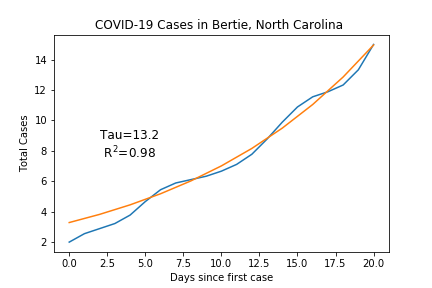 COVID-19 Cases in Bertie, North Carolina
Total Cases
14
12
10
8
6
4
2
Tau=13.2
R²=0.98
0.0 2.5 5.0 7.5 10.0 12.5 15.0 17.5 20.0
Days since first case